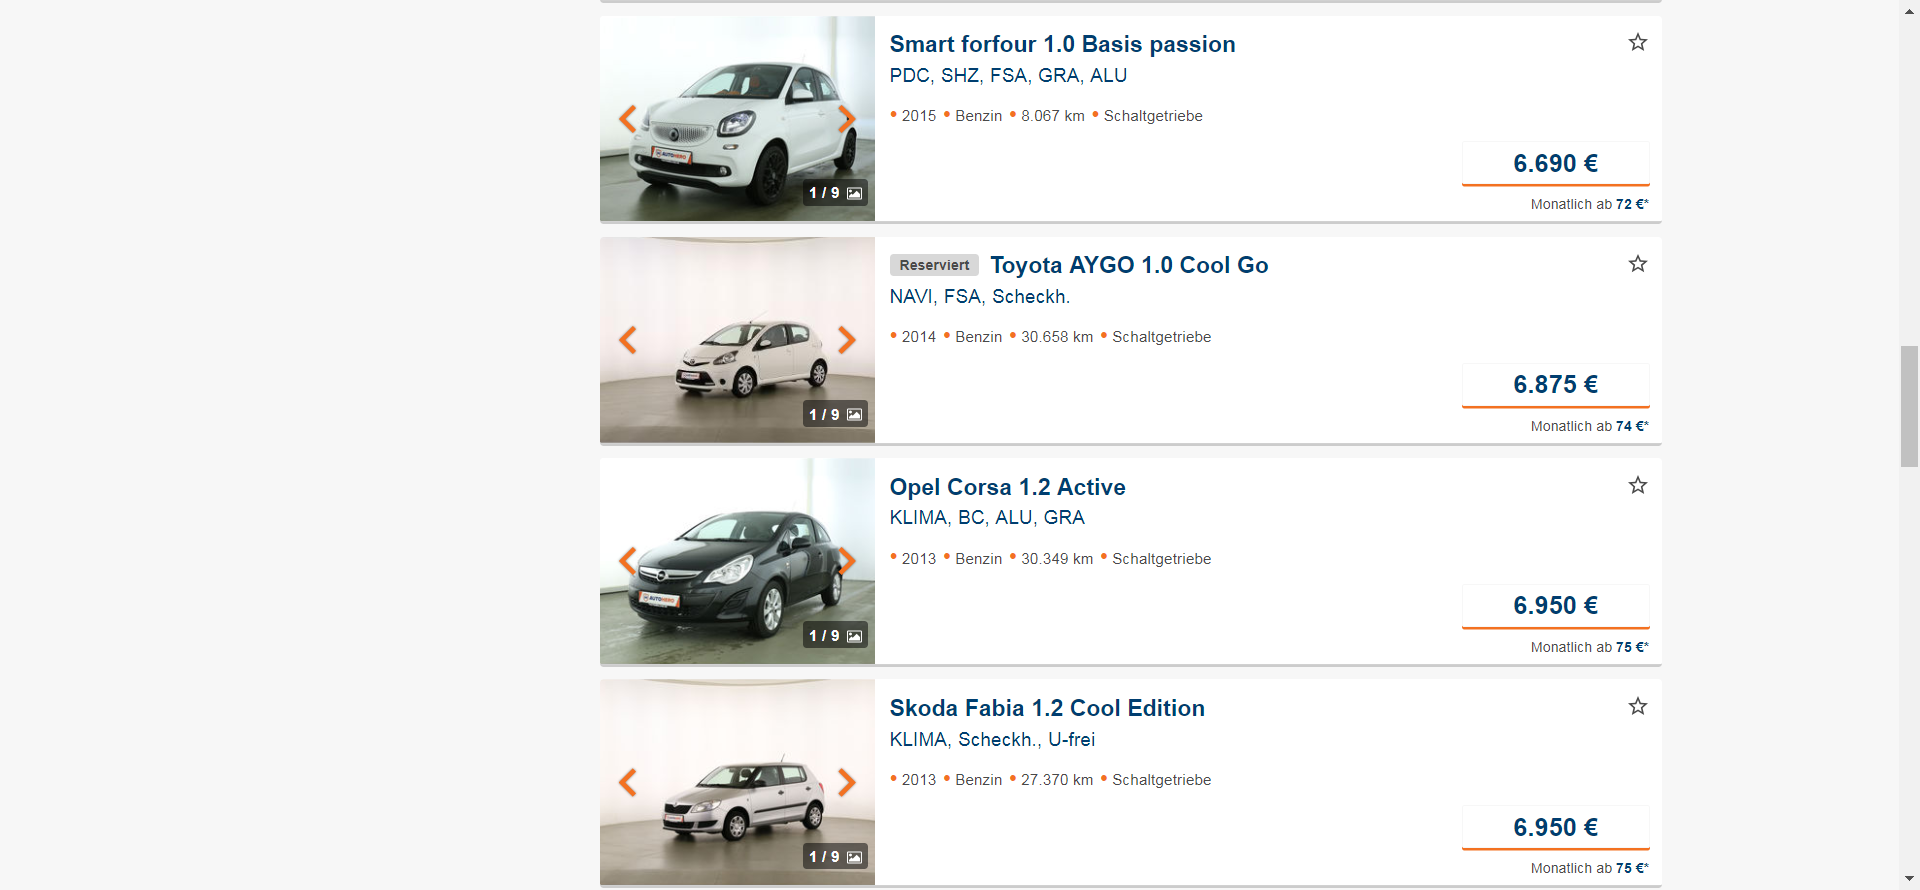 Smart forfour 1.0 Basis passion
PDC, SHZ, FSA, GRA, ALU
• 2015 • Benzin • 8.067 km • Schaltgetriebe
AUTOHERO
1 / 9
6.690 €
Monatlich ab 72 €*
Reserviert Toyota AYGO 1.0 Cool Go
NAVI, FSA, Scheckh.
• 2014 • Benzin • 30.658 km • Schaltgetriebe
1 / 9
6.875 €
Monatlich ab 74 €*
Opel Corsa 1.2 Active
KLIMA, BC, ALU, GRA
• 2013 • Benzin • 30.349 km • Schaltgetriebe
AUTOHERO
1 / 9
6.950 €
Monatlich ab 75 €*
Skoda Fabia 1.2 Cool Edition
KLIMA, Scheckh., U-frei
• 2013 • Benzin • 27.370 km • Schaltgetriebe
1 / 9
6.950 €
Monatlich ab 75 €*